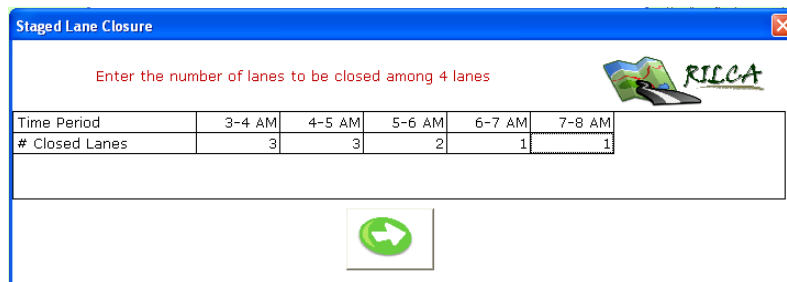 Staged Lane Closure
Enter the number of lanes to be closed among 4 lanes
RILCA
Time Period 3-4 AM 4-5 AM 5-6 AM 6-7 AM 7-8 AM
# Closed Lanes 3 3 2 1 1